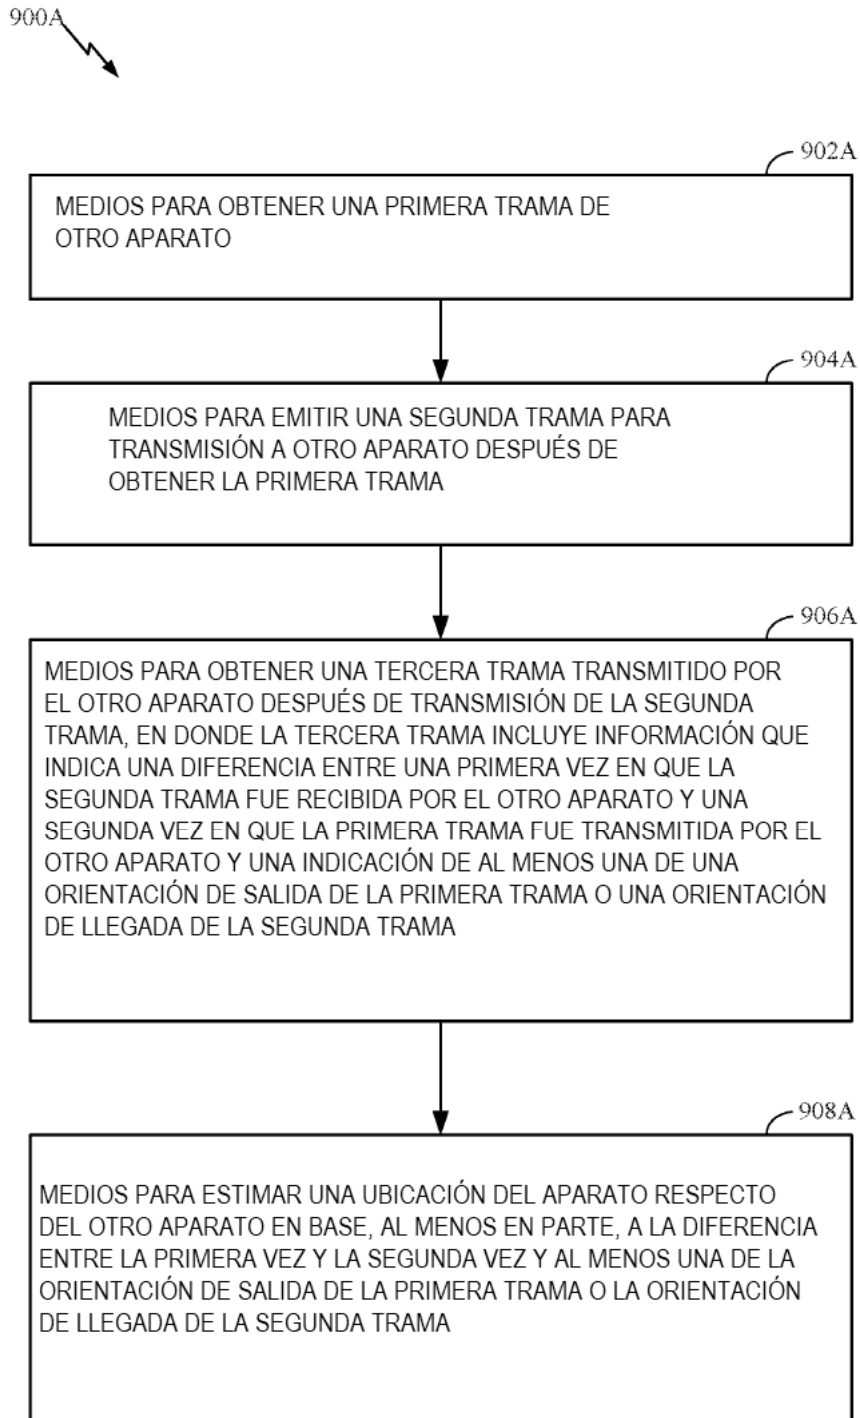 900A
902A
MEDIOS PARA OBTENER UNA PRIMERA TRAMA DE
OTRO APARATO
904A
MEDIOS PARA EMITIR UNA SEGUNDA TRAMA PARA
TRANSMISIÓN A OTRO APARATO DESPUÉS DE
OBTENER LA PRIMERA TRAMA
906A
MEDIOS PARA OBTENER UNA TERCERA TRAMA TRANSMITIDO POR
EL OTRO APARATO DESPUÉS DE TRANSMISIÓN DE LA SEGUNDA
TRAMA, EN DONDE LA TERCERA TRAMA INCLUYE INFORMACIÓN QUE
INDICA UNA DIFERENCIA ENTRE UNA PRIMERA VEZ EN QUE LA
SEGUNDA TRAMA FUE RECIBIDA POR EL OTRO APARATO Y UNA
SEGUNDA VEZ EN QUE LA PRIMERA TRAMA FUE TRANSMITIDA POR EL
OTRO APARATO Y UNA INDICACIÓN DE AL MENOS UNA DE UNA
ORIENTACIÓN DE SALIDA DE LA PRIMERA TRAMA O UNA ORIENTACIÓN
DE LLEGADA DE LA SEGUNDA TRAMA
908A
MEDIOS PARA ESTIMAR UNA UBICACIÓN DEL APARATO RESPECTO
DEL OTRO APARATO EN BASE, AL MENOS EN PARTE, A LA DIFERENCIA
ENTRE LA PRIMERA VEZ Y LA SEGUNDA VEZ Y AL MENOS UNA DE LA
ORIENTACIÓN DE SALIDA DE LA PRIMERA TRAMA O LA ORIENTACIÓN
DE LLEGADA DE LA SEGUNDA TRAMA